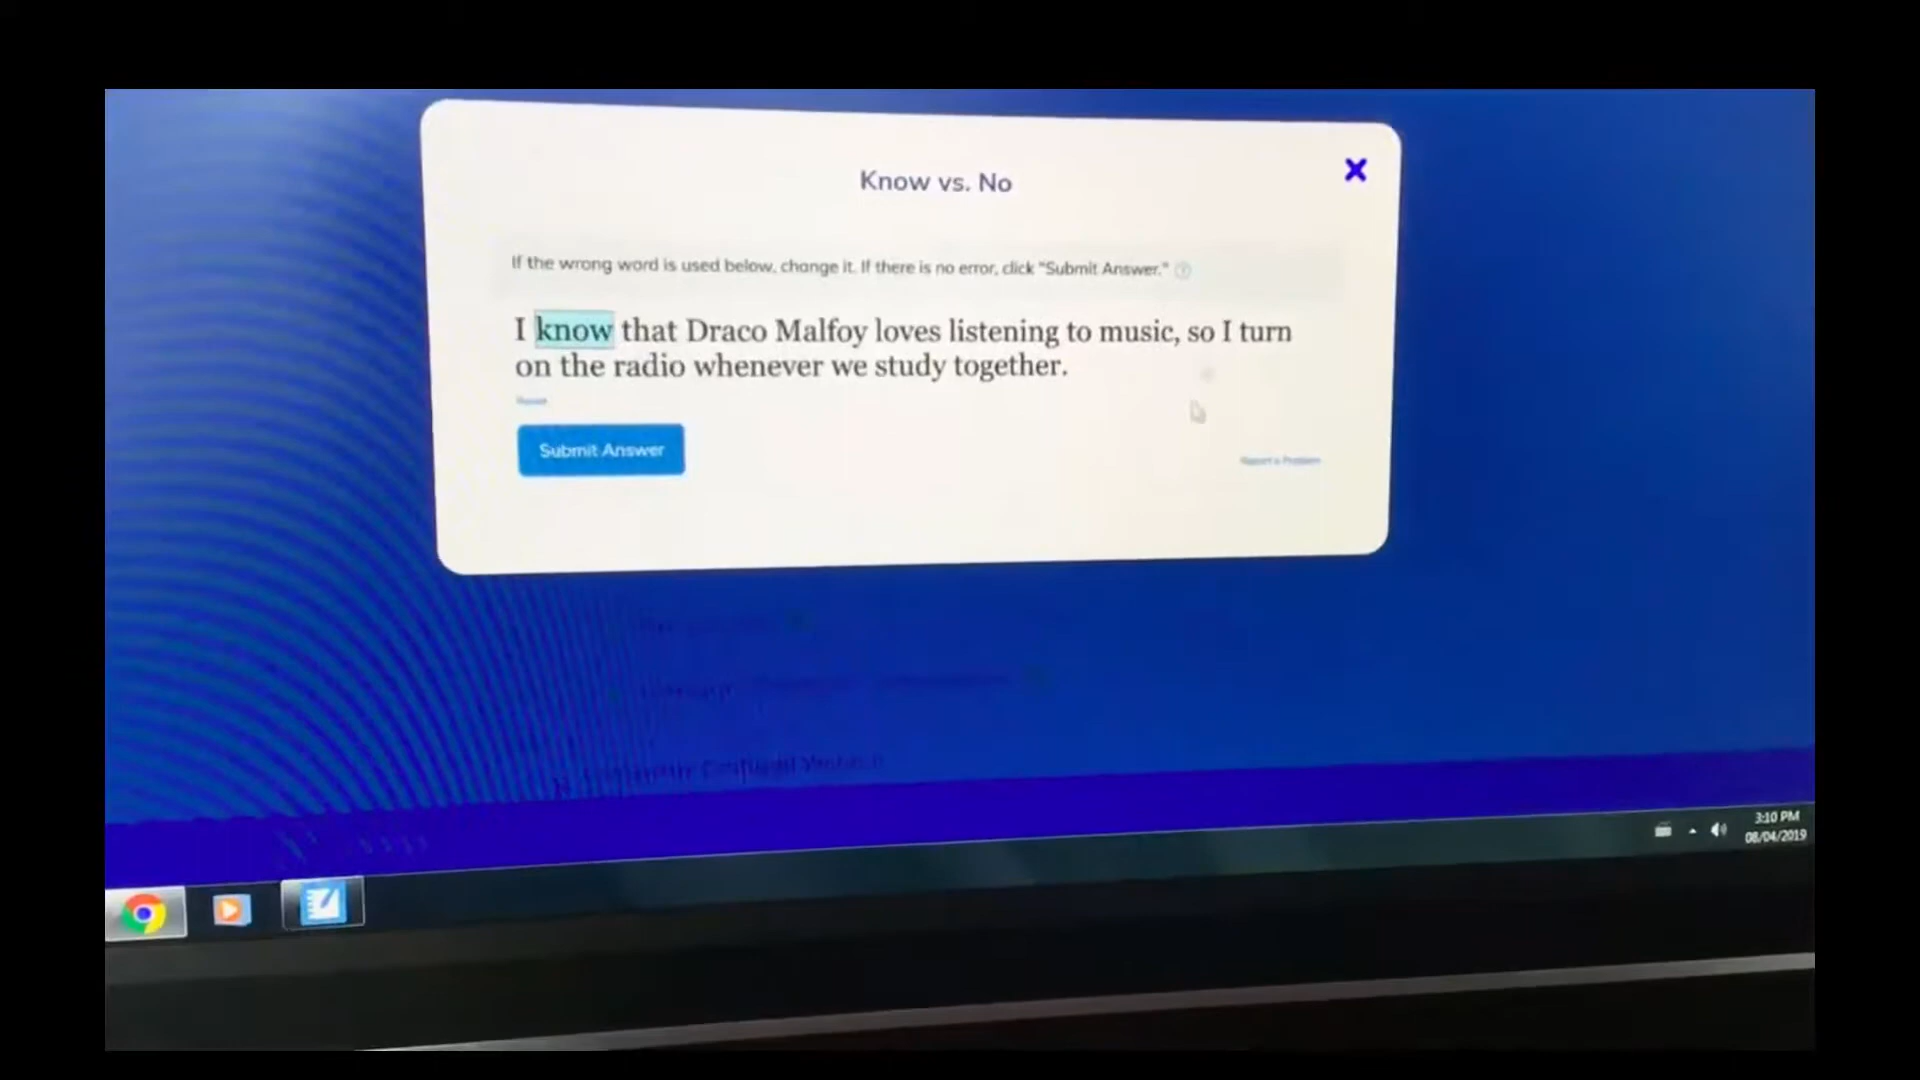 Know vs. No
If the wrong word is used below, change it. If there is no error, click "Submit Answer."
I know that Draco Malfoy loves listening to music, so I turn
on the radio whenever we study together.
Submit Answer
Report a Problem
3:10 PM
08/04/2019